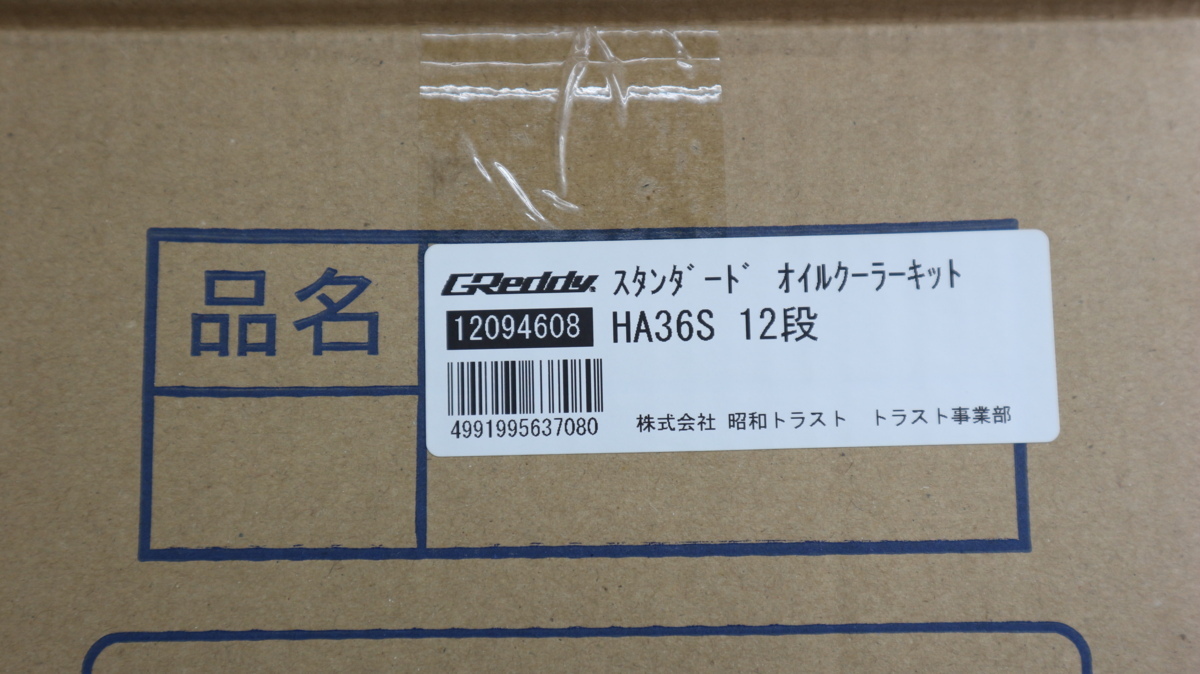 品名
GReddy スタンダード オイルクーラーキット
12094608 HA36S 12段
4991995637080
株式会社 昭和トラスト トラスト事業部